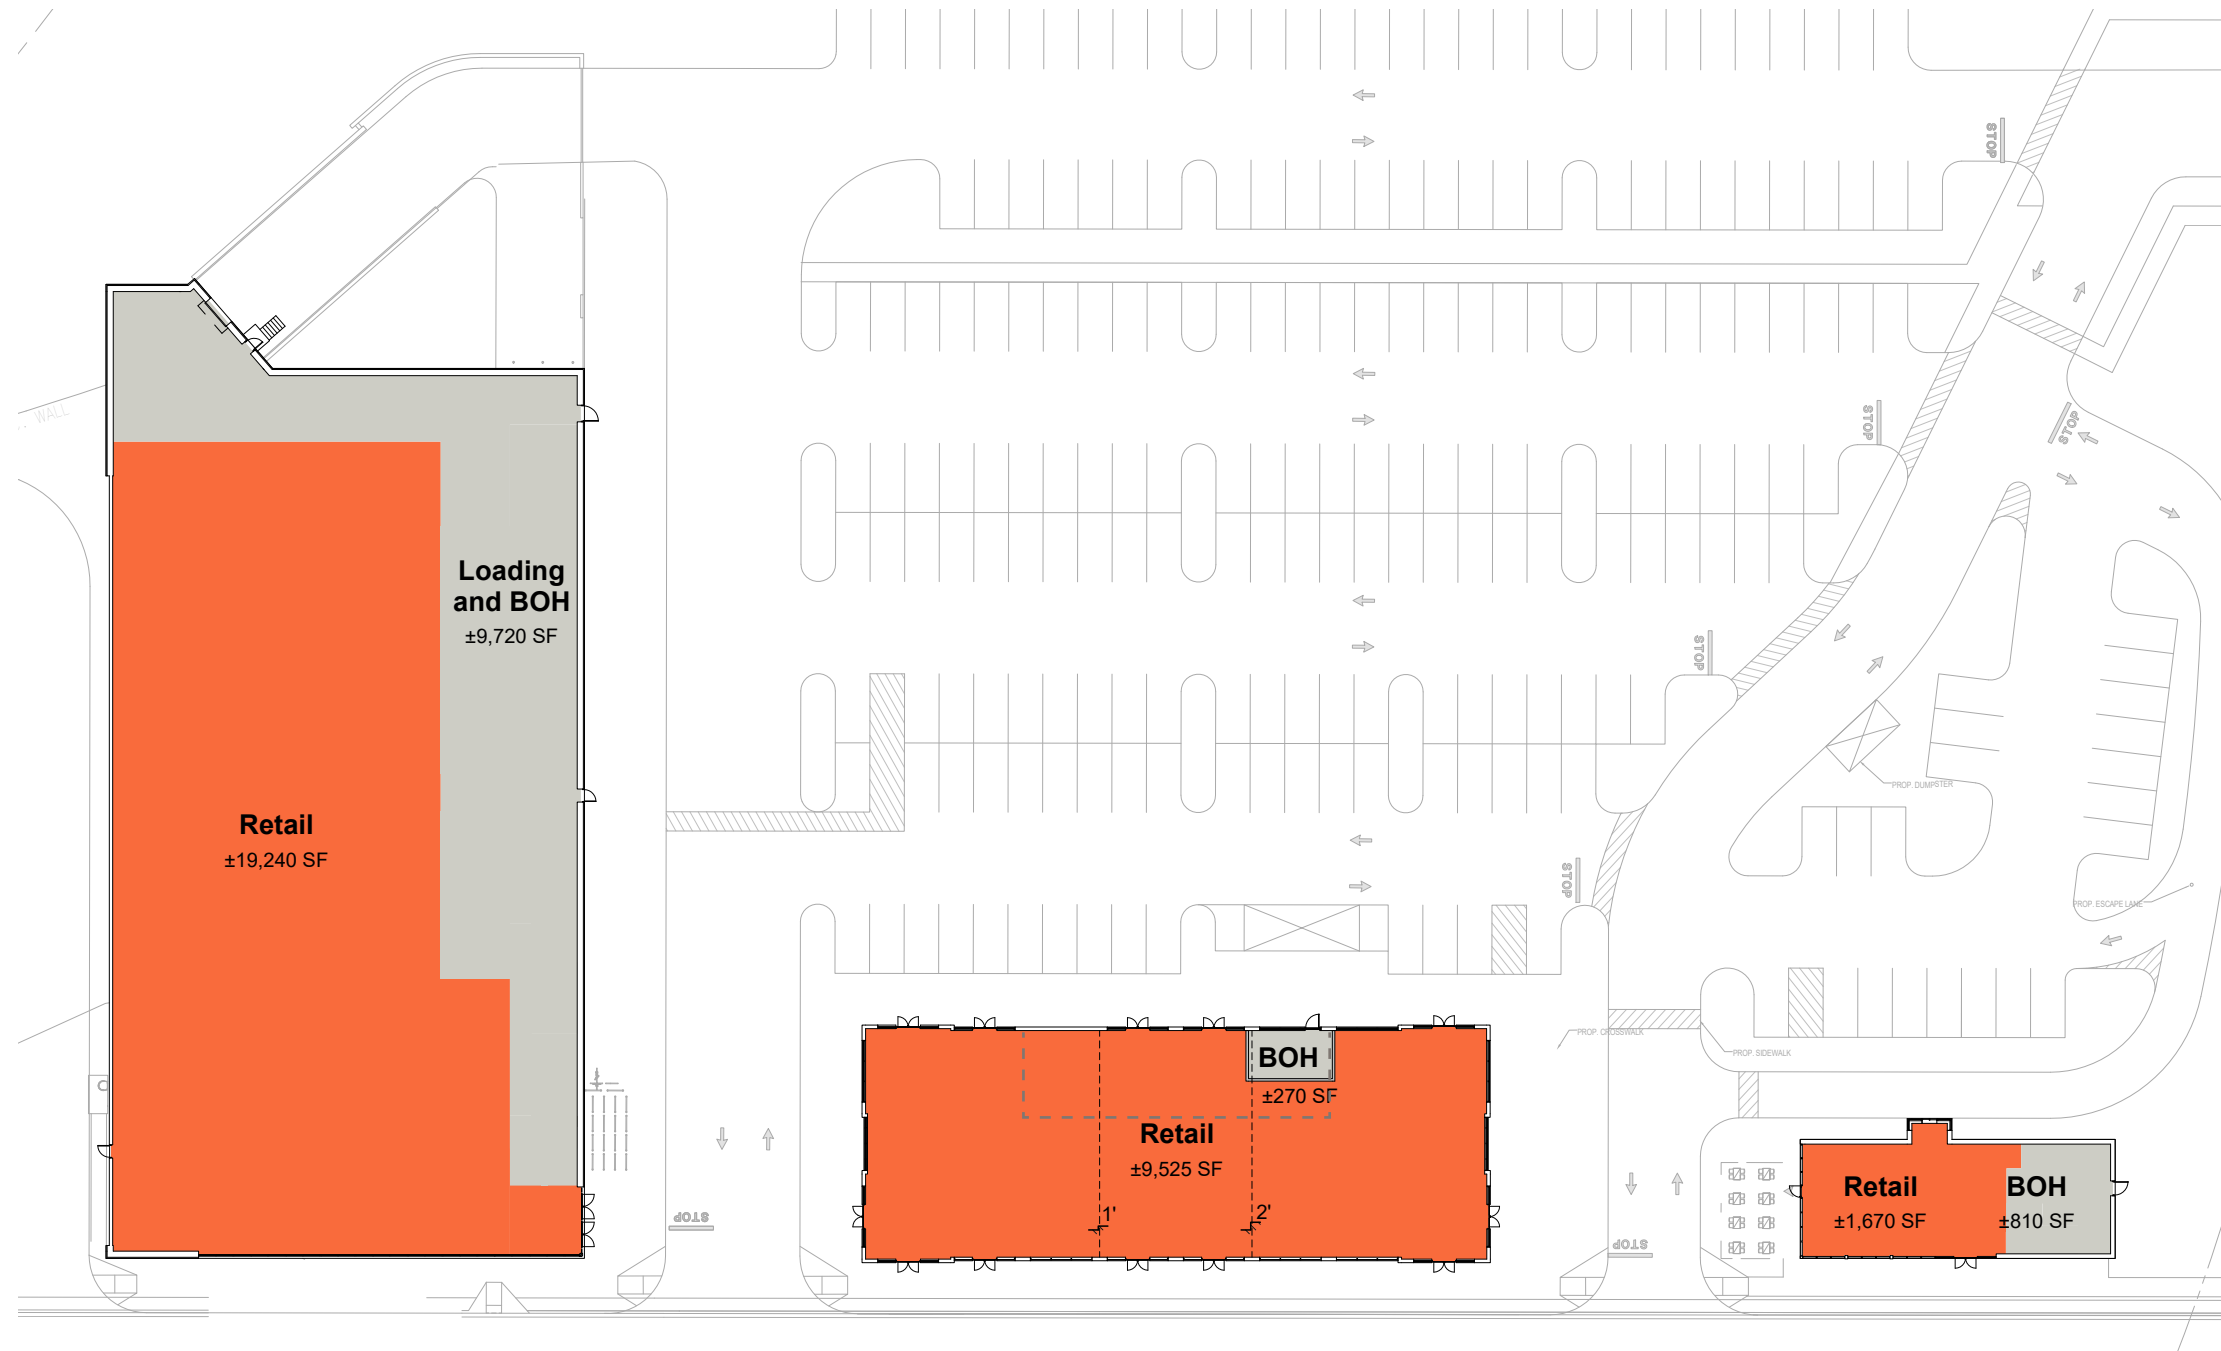 STOP
STOP
STOP
WALL
Loading
and BOH
±9,720 SF
STOP
PROP. DUMPSTER
Retail
±19,240 SF
STOP
PROP. ESCAPE LANE
PROP. CROSSWALK
PROP. SIDEWALK
BOH
±270 SF
Retail
±9,525 SF
1'
2'
Retail
±1,670 SF
BOH
±810 SF
STOP
STOP